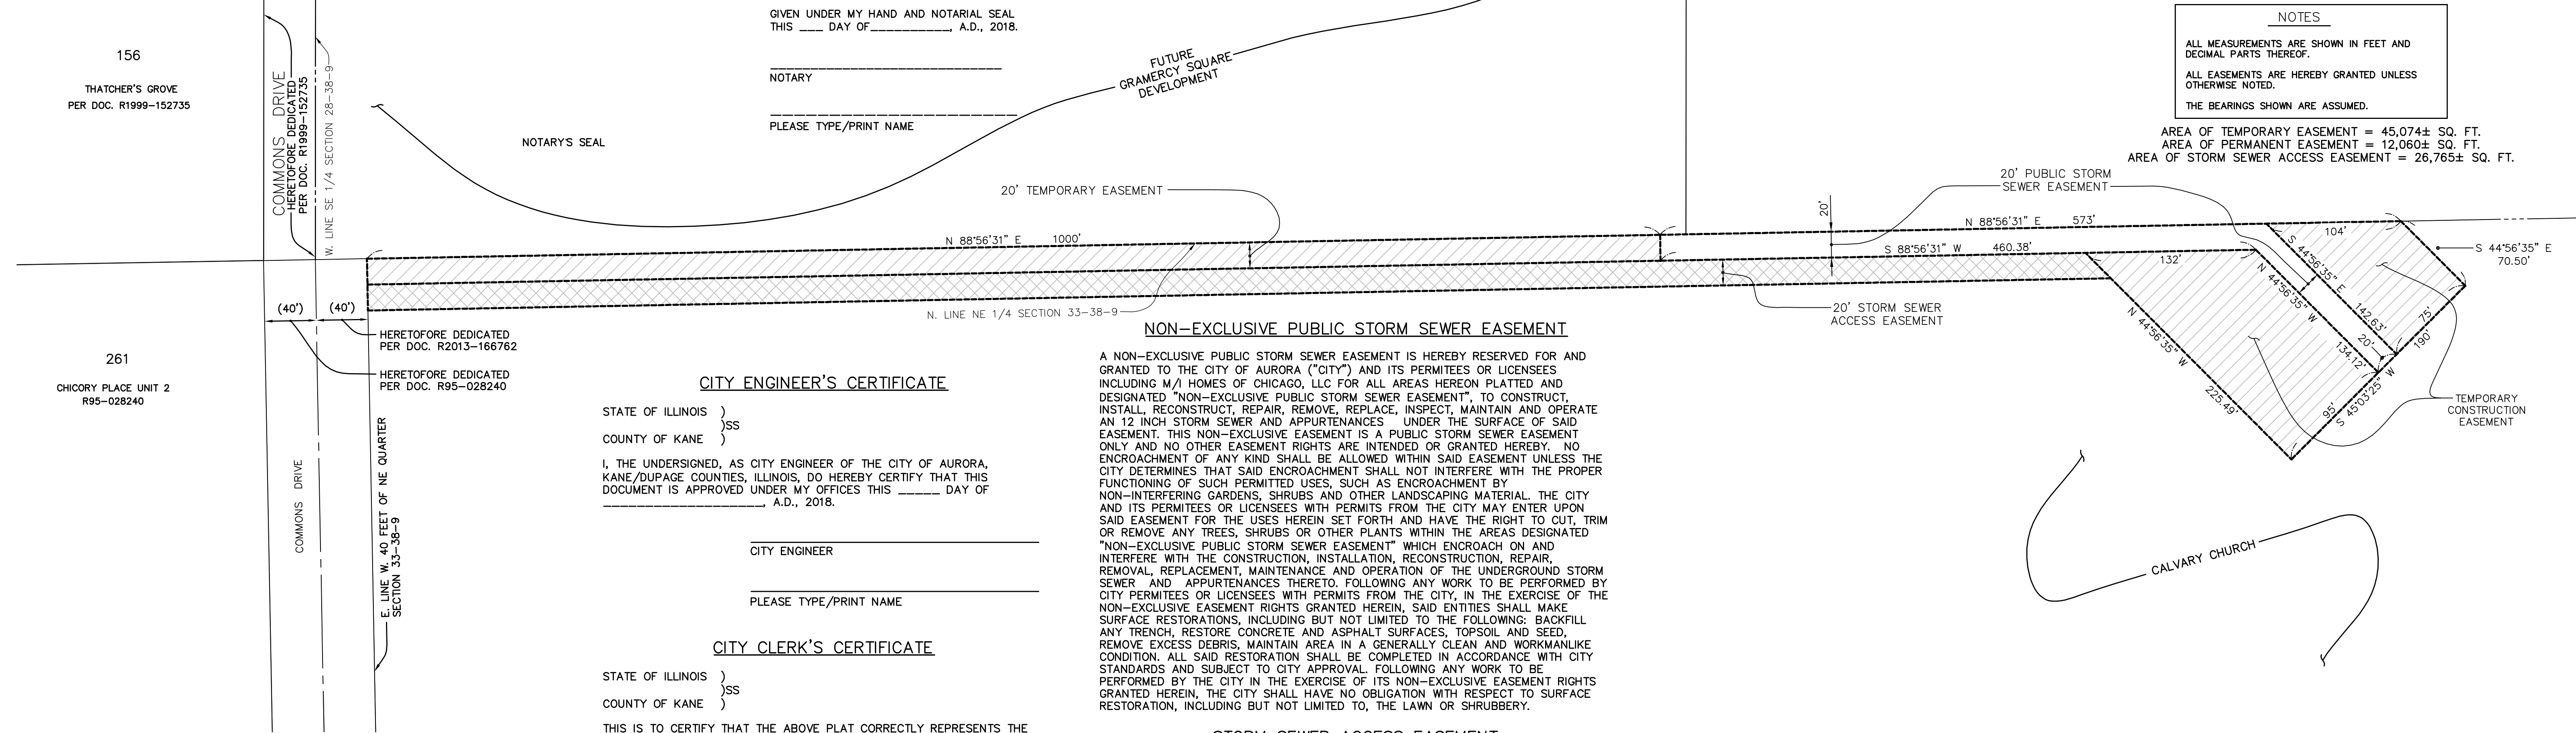 156
THATCHER'S GROVE
PER DOC. R1999-152735
COMMONS DRIVE
HERETOFORE DEDICATED
PER DOC. R1999-152735
W. LINE SE 1/4 SECTION 28-38-9
GIVEN UNDER MY HAND AND NOTARIAL SEAL
THIS ___ DAY OF__________, A.D., 2018.
NOTARY
PLEASE TYPE/PRINT NAME
NOTARY'S SEAL
FUTURE
GRAMERCY SQUARE
DEVELOPMENT
NOTES
ALL MEASUREMENTS ARE SHOWN IN FEET AND
DECIMAL PARTS THEREOF.
ALL EASEMENTS ARE HEREBY GRANTED UNLESS
OTHERWISE NOTED.
THE BEARINGS SHOWN ARE ASSUMED.
AREA OF TEMPORARY EASEMENT = 45,074± SQ. FT.
AREA OF PERMANENT EASEMENT = 12,060± SQ. FT.
AREA OF STORM SEWER ACCESS EASEMENT = 26,765± SQ. FT.
20' TEMPORARY EASEMENT
20' PUBLIC STORM
SEWER EASEMENT
20'
N 88°56'31" E 1000'
N 88°56'31" E 573'
S 88°56'31" W 460.38'
132'
104'
S 44°56'35" E
70.50'
S 44°56'35" E 142.63'
N 44°56'35" W 134.12'
N 44°56'35" W 225.49'
75'
190'
20'
95'
S 45°03'25" W
20' STORM SEWER
ACCESS EASEMENT
TEMPORARY
CONSTRUCTION
EASEMENT
N. LINE NE 1/4 SECTION 33-38-9
(40') (40')
HERETOFORE DEDICATED
PER DOC. R2013-166762
HERETOFORE DEDICATED
PER DOC. R95-028240
261
CHICORY PLACE UNIT 2
R95-028240
COMMONS DRIVE
E. LINE W. 40 FEET OF NE QUARTER
SECTION 33-38-9
CITY ENGINEER'S CERTIFICATE
STATE OF ILLINOIS )
)SS
COUNTY OF KANE )
I, THE UNDERSIGNED, AS CITY ENGINEER OF THE CITY OF AURORA,
KANE/DUPAGE COUNTIES, ILLINOIS, DO HEREBY CERTIFY THAT THIS
DOCUMENT IS APPROVED UNDER MY OFFICES THIS _____ DAY OF
____________________, A.D., 2018.
CITY ENGINEER
PLEASE TYPE/PRINT NAME
CITY CLERK'S CERTIFICATE
STATE OF ILLINOIS )
)SS
COUNTY OF KANE )
THIS IS TO CERTIFY THAT THE ABOVE PLAT CORRECTLY REPRESENTS THE
NON-EXCLUSIVE PUBLIC STORM SEWER EASEMENT
A NON-EXCLUSIVE PUBLIC STORM SEWER EASEMENT IS HEREBY RESERVED FOR AND
GRANTED TO THE CITY OF AURORA ("CITY") AND ITS PERMITEES OR LICENSEES
INCLUDING M/I HOMES OF CHICAGO, LLC FOR ALL AREAS HEREON PLATTED AND
DESIGNATED "NON-EXCLUSIVE PUBLIC STORM SEWER EASEMENT", TO CONSTRUCT,
INSTALL, RECONSTRUCT, REPAIR, REMOVE, REPLACE, INSPECT, MAINTAIN AND OPERATE
AN 12 INCH STORM SEWER AND APPURTENANCES UNDER THE SURFACE OF SAID
EASEMENT. THIS NON-EXCLUSIVE EASEMENT IS A PUBLIC STORM SEWER EASEMENT
ONLY AND NO OTHER EASEMENT RIGHTS ARE INTENDED OR GRANTED HEREBY. NO
ENCROACHMENT OF ANY KIND SHALL BE ALLOWED WITHIN SAID EASEMENT UNLESS THE
CITY DETERMINES THAT SAID ENCROACHMENT SHALL NOT INTERFERE WITH THE PROPER
FUNCTIONING OF SUCH PERMITTED USES, SUCH AS ENCROACHMENT BY
NON-INTERFERING GARDENS, SHRUBS AND OTHER LANDSCAPING MATERIAL. THE CITY
AND ITS PERMITEES OR LICENSEES WITH PERMITS FROM THE CITY MAY ENTER UPON
SAID EASEMENT FOR THE USES HEREIN SET FORTH AND HAVE THE RIGHT TO CUT, TRIM
OR REMOVE ANY TREES, SHRUBS OR OTHER PLANTS WITHIN THE AREAS DESIGNATED
"NON-EXCLUSIVE PUBLIC STORM SEWER EASEMENT" WHICH ENCROACH ON AND
INTERFERE WITH THE CONSTRUCTION, INSTALLATION, RECONSTRUCTION, REPAIR,
REMOVAL, REPLACEMENT, MAINTENANCE AND OPERATION OF THE UNDERGROUND STORM
SEWER AND APPURTENANCES THERETO. FOLLOWING ANY WORK TO BE PERFORMED BY
CITY PERMITEES OR LICENSEES WITH PERMITS FROM THE CITY, IN THE EXERCISE OF THE
NON-EXCLUSIVE EASEMENT RIGHTS GRANTED HEREIN, SAID ENTITIES SHALL MAKE
SURFACE RESTORATIONS, INCLUDING BUT NOT LIMITED TO THE FOLLOWING: BACKFILL
ANY TRENCH, RESTORE CONCRETE AND ASPHALT SURFACES, TOPSOIL AND SEED,
REMOVE EXCESS DEBRIS, MAINTAIN AREA IN A GENERALLY CLEAN AND WORKMANLIKE
CONDITION. ALL SAID RESTORATION SHALL BE COMPLETED IN ACCORDANCE WITH CITY
STANDARDS AND SUBJECT TO CITY APPROVAL. FOLLOWING ANY WORK TO BE
PERFORMED BY THE CITY IN THE EXERCISE OF ITS NON-EXCLUSIVE EASEMENT RIGHTS
GRANTED HEREIN, THE CITY SHALL HAVE NO OBLIGATION WITH RESPECT TO SURFACE
RESTORATION, INCLUDING BUT NOT LIMITED TO, THE LAWN OR SHRUBBERY.
STORM SEWER ACCESS EASEMENT
CALVARY CHURCH